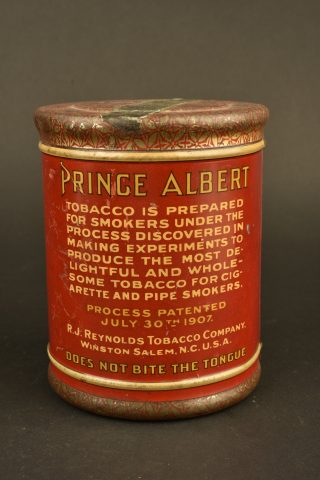 PRINCE ALBERT
TOBACCO IS PREPARED
FOR SMOKERS UNDER THE
PROCESS DISCOVERED IN
MAKING EXPERIMENTS TO
PRODUCE THE MOST DE-
LIGHTFUL AND WHOLE-
SOME TOBACCO FOR CIG-
ARETTE AND PIPE SMOKERS.
PROCESS PATENTED
JULY 30TH 1907.
R.J. REYNOLDS TOBACCO COMPANY.
WINSTON SALEM, N.C. U.S.A.
DOES NOT BITE THE TONGUE